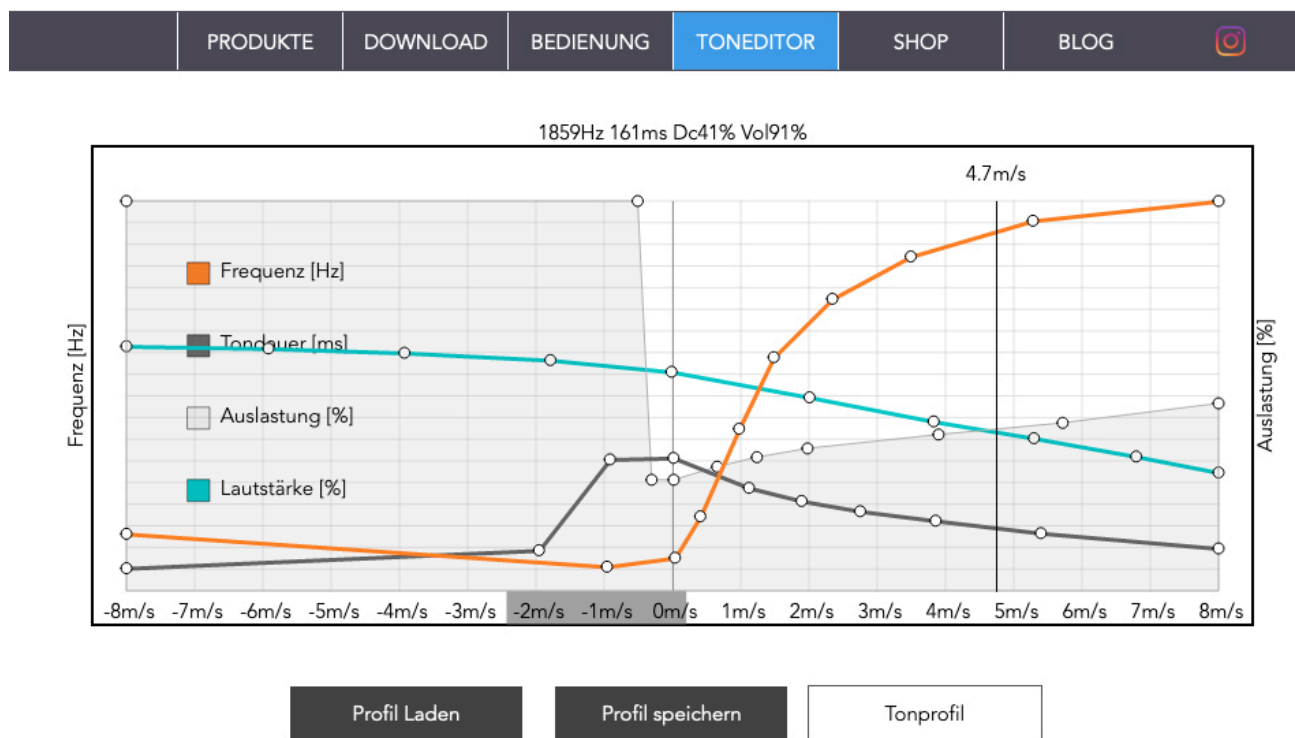 PRODUKTE DOWNLOAD BEDIENUNG TONEDITOR SHOP BLOG
1859Hz 161ms Dc41% Vol91%
4.7m/s
Frequenz [Hz]
Tondauer [ms]
Auslastung [%]
Lautstärke [%]
Frequenz [Hz]
Auslastung [%]
-8m/s -7m/s -6m/s -5m/s -4m/s -3m/s -2m/s -1m/s 0m/s 1m/s 2m/s 3m/s 4m/s 5m/s 6m/s 7m/s 8m/s
Profil Laden Profil speichern Tonprofil